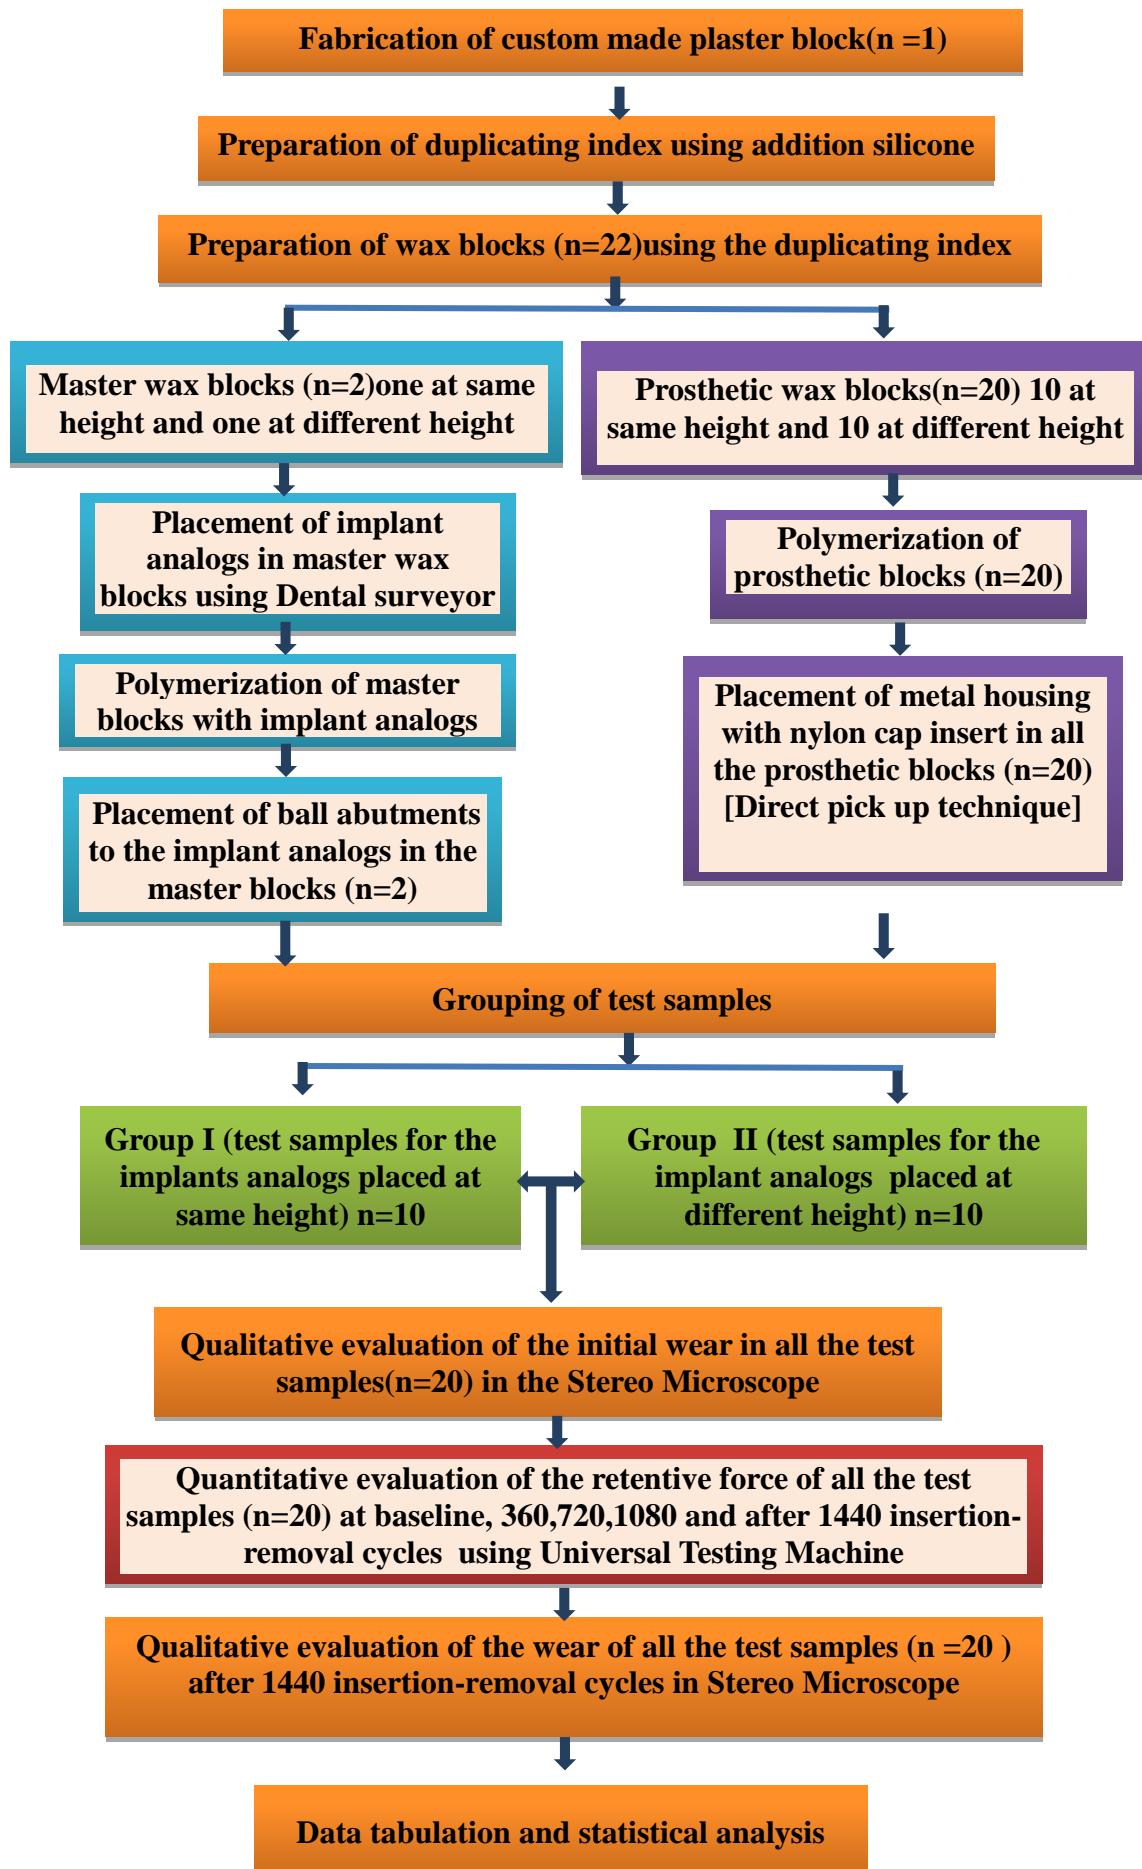 Fabrication of custom made plaster block(n =1)
Preparation of duplicating index using addition silicone
Preparation of wax blocks (n=22)using the duplicating index
Master wax blocks (n=2)one at same
height and one at different height
Placement of implant
analogs in master wax
blocks using Dental surveyor
Polymerization of master
blocks with implant analogs
Placement of ball abutments
to the implant analogs in the
master blocks (n=2)
Prosthetic wax blocks(n=20) 10 at
same height and 10 at different height
Polymerization of
prosthetic blocks (n=20)
Placement of metal housing
with nylon cap insert in all
the prosthetic blocks (n=20)
[Direct pick up technique]
Grouping of test samples
Group I (test samples for the
implants analogs placed at
same height) n=10
Group  II (test samples for the
implant analogs  placed at
different height) n=10
Qualitative evaluation of the initial wear in all the test
samples(n=20) in the Stereo Microscope
Quantitative evaluation of the retentive force of all the test
samples (n=20) at baseline, 360,720,1080 and after 1440 insertion-
removal cycles  using Universal Testing Machine
Qualitative evaluation of the wear of all the test samples (n =20 )
after 1440 insertion-removal cycles in Stereo Microscope
Data tabulation and statistical analysis